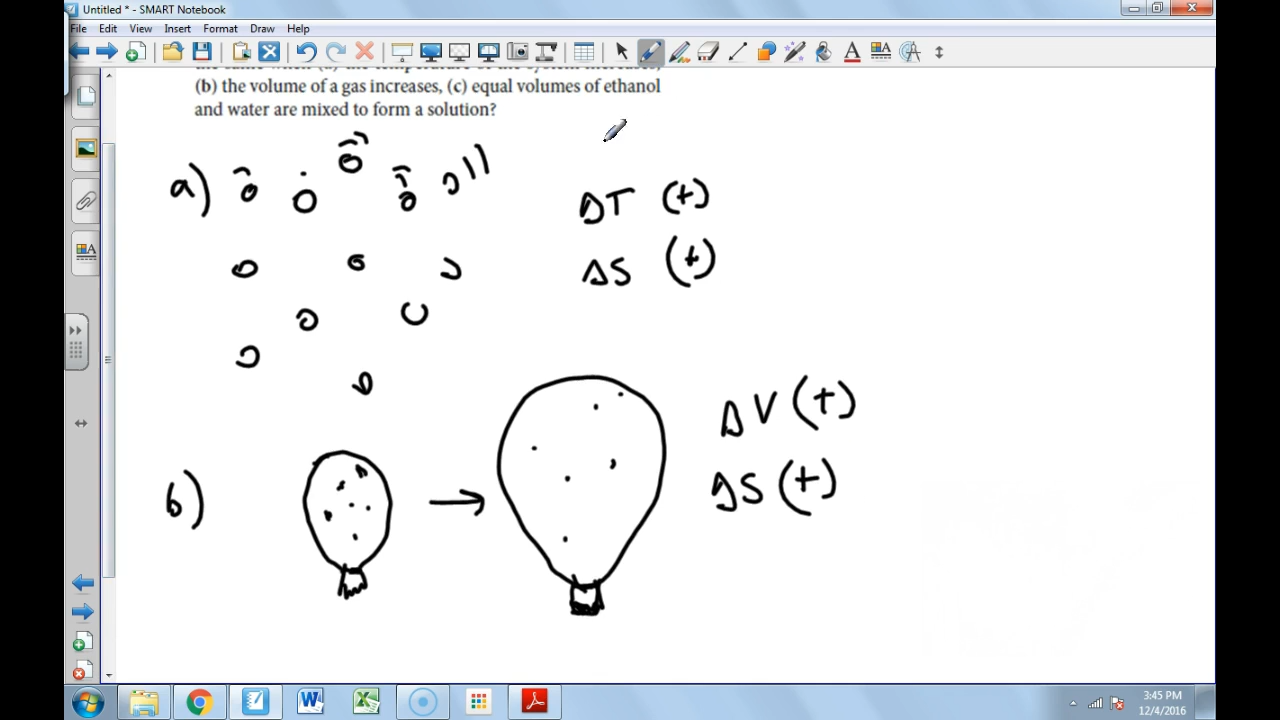 Untitled * - SMART Notebook
File Edit View Insert Format Draw Help
(b) the volume of a gas increases, (c) equal volumes of ethanol
and water are mixed to form a solution?
a)
ΔT (+)
ΔS (+)
b)
ΔV (+)
ΔS (+)
3:45 PM
12/4/2016